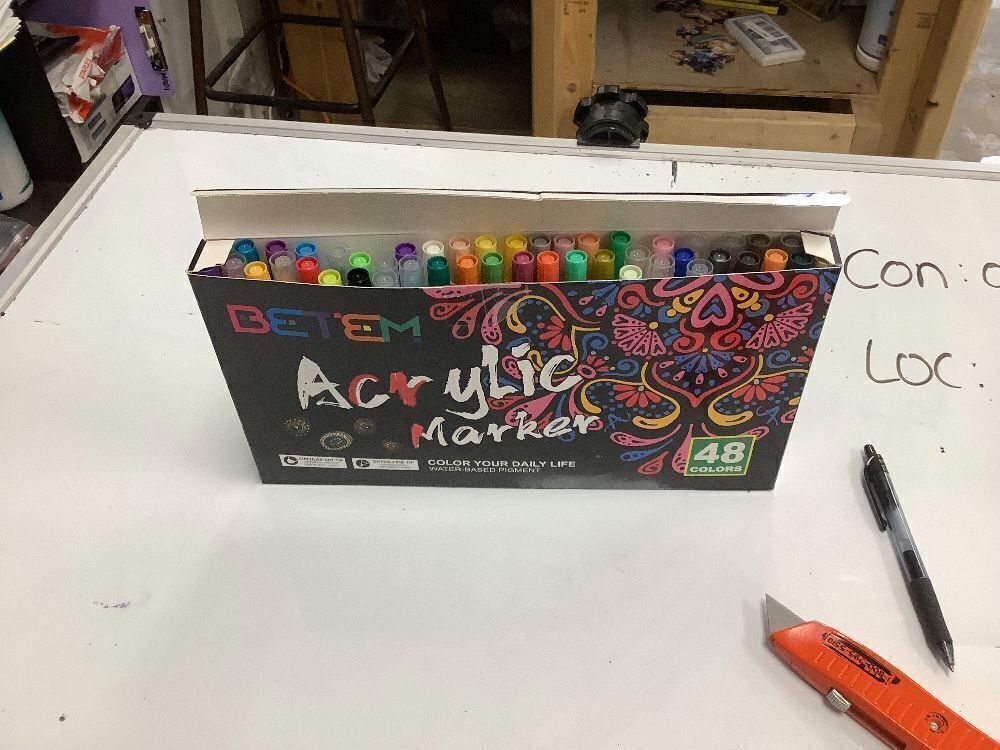 BETEM
Acrylic
Marker
COLOR YOUR DAILY LIFE
WATER-BASED PIGMENT
48
COLORS
Con:
LOC: